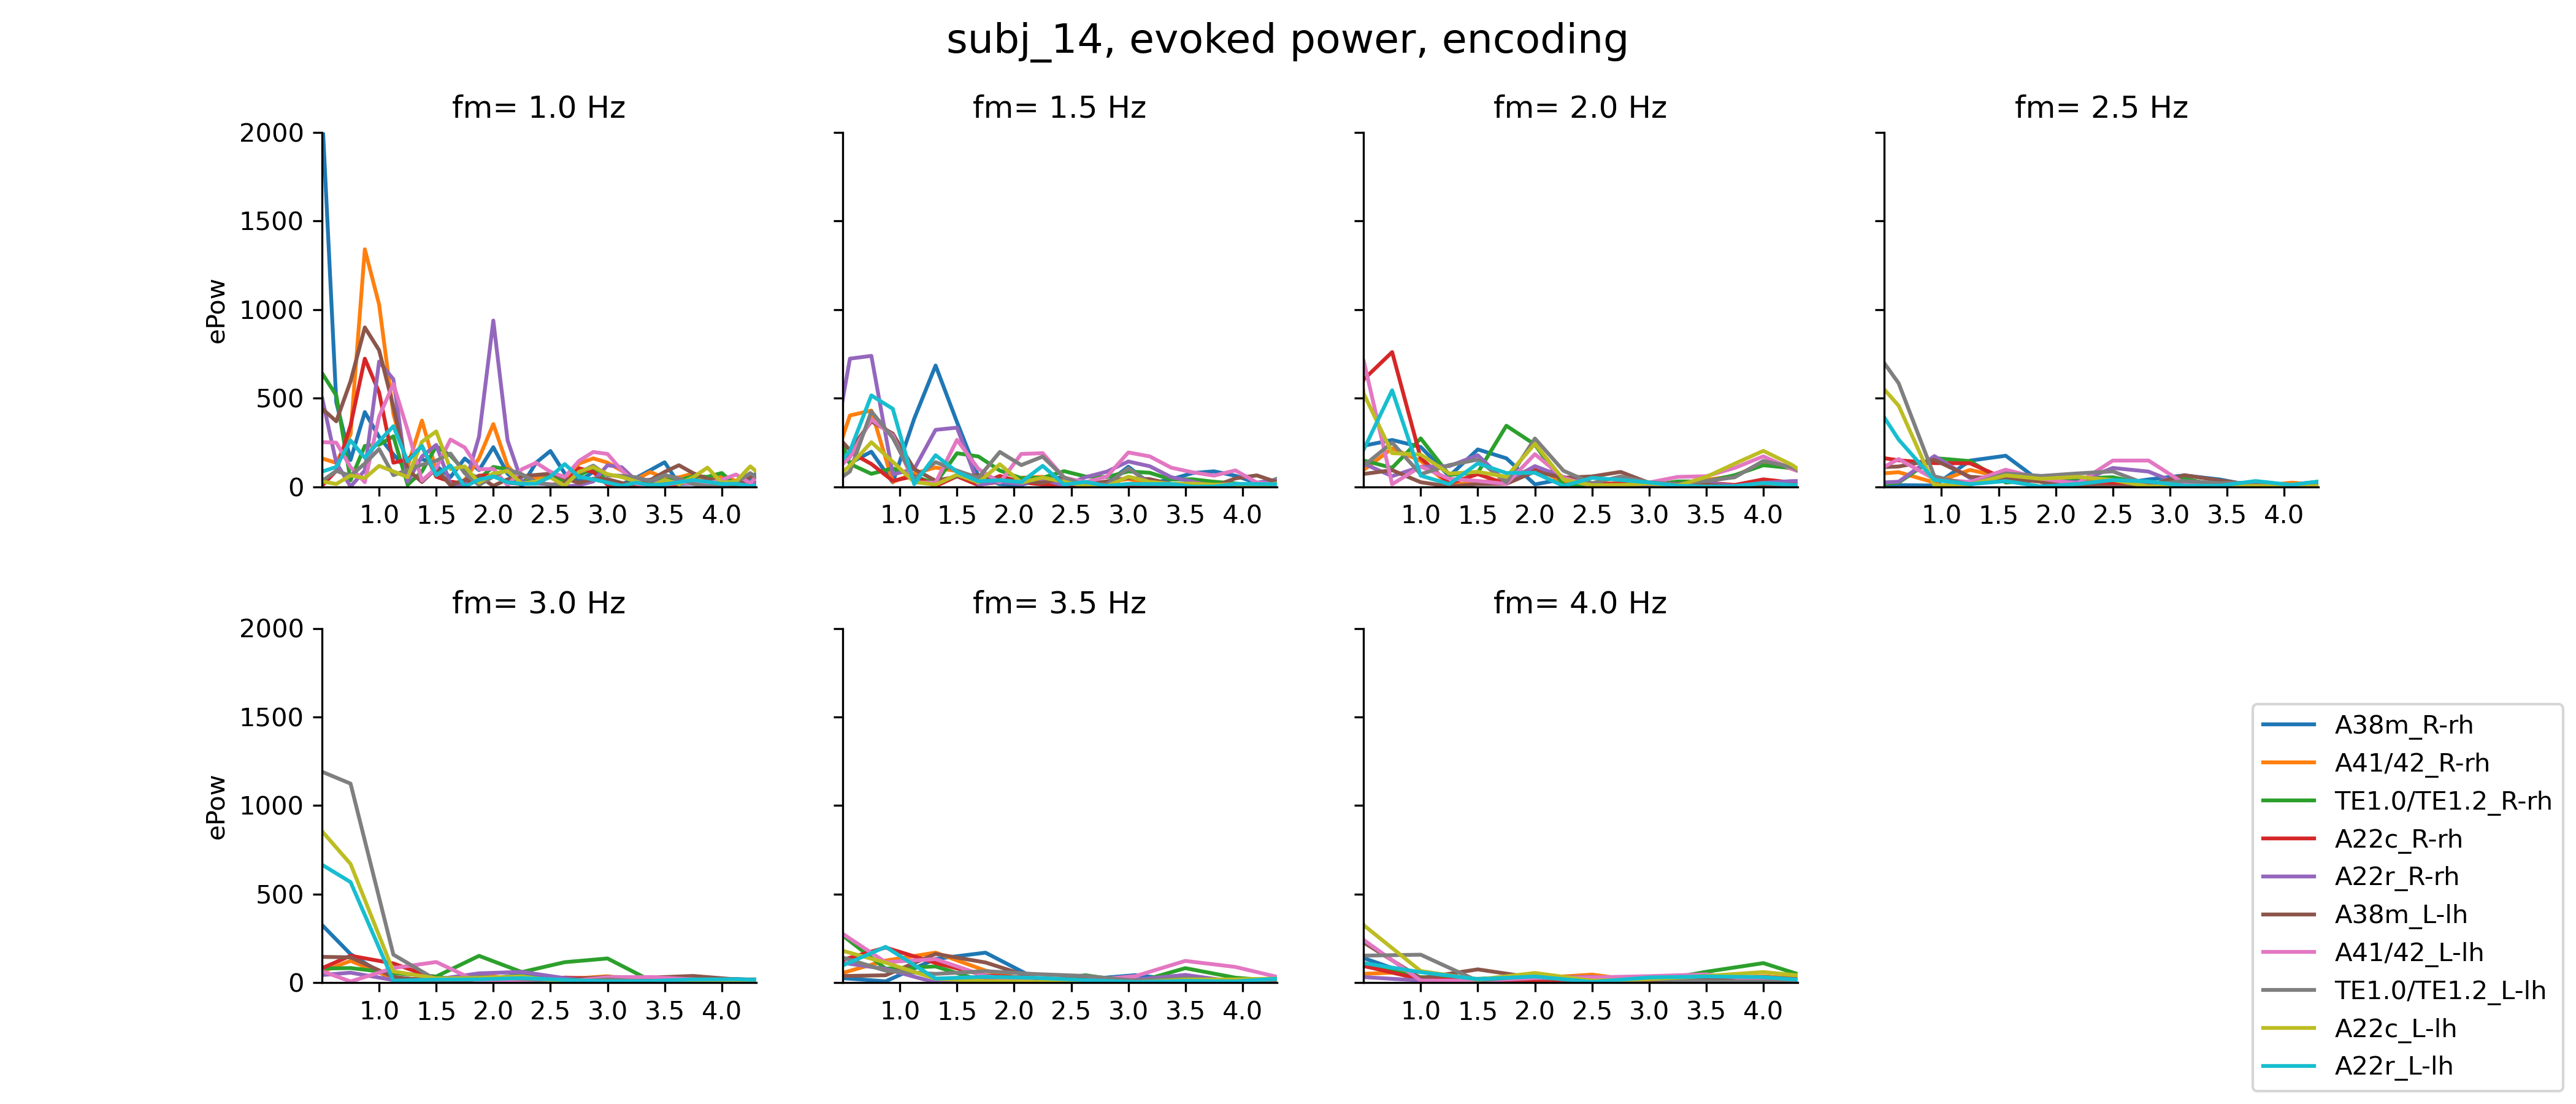 subj_14, evoked power, encoding
fm= 1.0 Hz
fm= 1.5 Hz
fm= 2.0 Hz
fm= 2.5 Hz
2000
1500
1000
500
0
ePow
1.0 1.5 2.0 2.5 3.0 3.5 4.0
1.0 1.5 2.0 2.5 3.0 3.5 4.0
1.0 1.5 2.0 2.5 3.0 3.5 4.0
1.0 1.5 2.0 2.5 3.0 3.5 4.0
fm= 3.0 Hz
fm= 3.5 Hz
fm= 4.0 Hz
2000
1500
1000
500
0
ePow
1.0 1.5 2.0 2.5 3.0 3.5 4.0
1.0 1.5 2.0 2.5 3.0 3.5 4.0
1.0 1.5 2.0 2.5 3.0 3.5 4.0
A38m_R-rh
A41/42_R-rh
TE1.0/TE1.2_R-rh
A22c_R-rh
A22r_R-rh
A38m_L-lh
A41/42_L-lh
TE1.0/TE1.2_L-lh
A22c_L-lh
A22r_L-lh